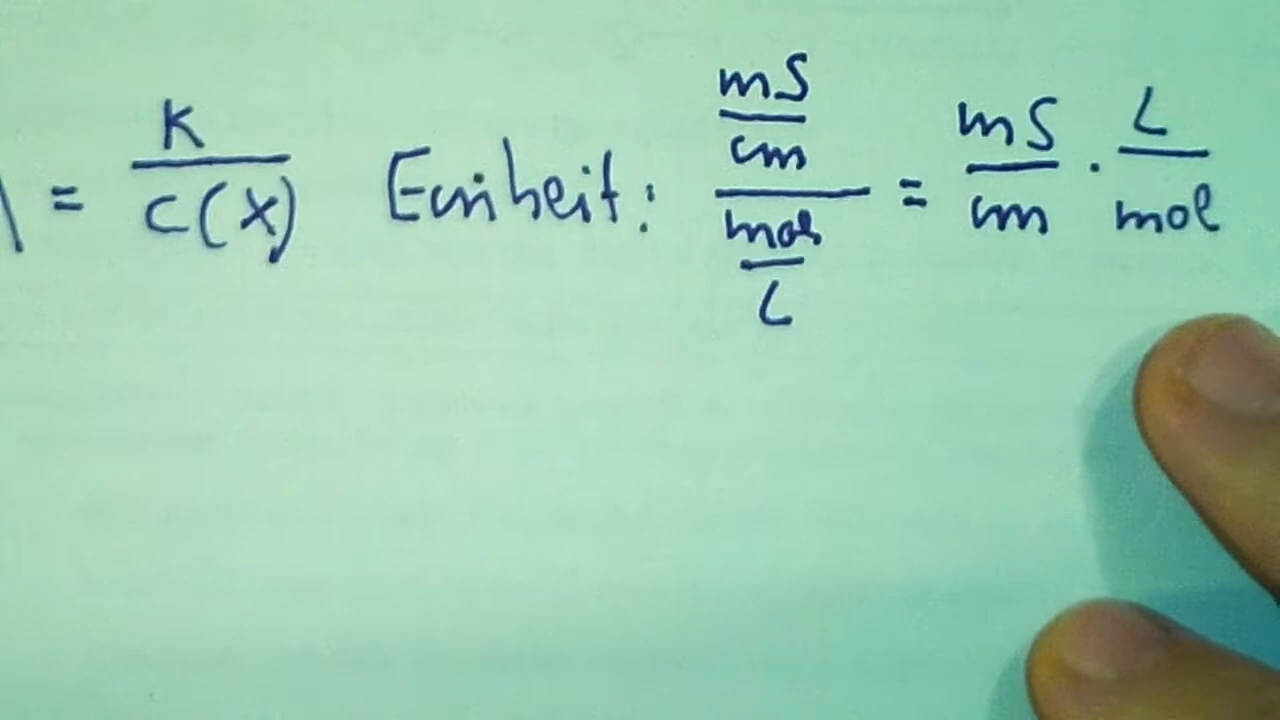 = K/c(X) Einheit: (mS/cm)/(mol/L) = mS/cm · L/mol